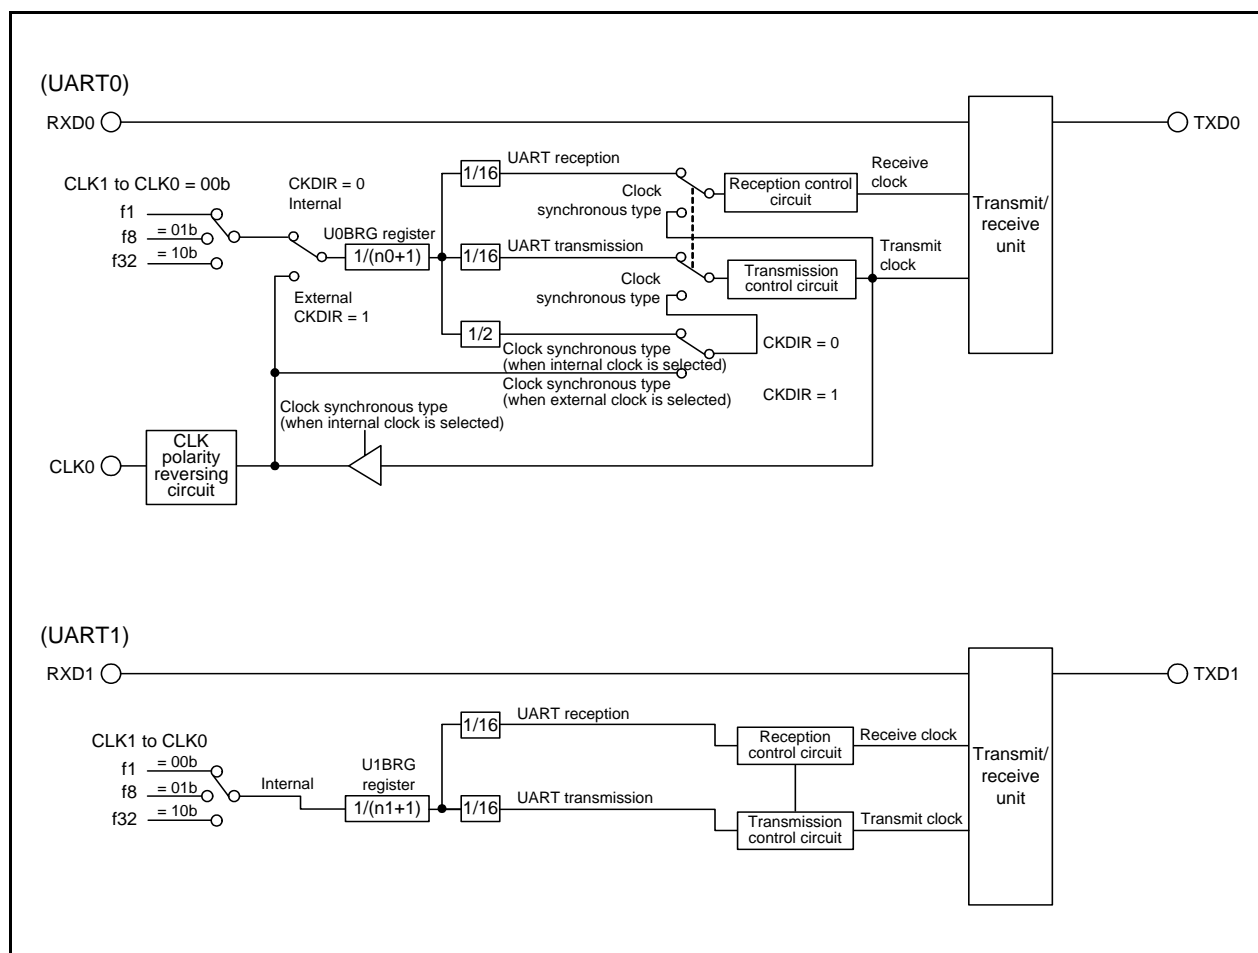 (UART0)
RXD0
TXD0
CLK1 to CLK0 = 00b
f1
f8
= 01b
f32
= 10b
CKDIR = 0
Internal
External
CKDIR = 1
U0BRG register
1/(n0+1)
1/16
UART reception
Clock
synchronous type
Reception control
circuit
Receive
clock
1/16
UART transmission
Clock
synchronous type
Transmission
control circuit
Transmit
clock
Transmit/
receive
unit
1/2
Clock synchronous type
(when internal clock is selected)
CKDIR = 0
Clock synchronous type
(when external clock is selected)
CKDIR = 1
Clock synchronous type
(when internal clock is selected)
CLK0
CLK
polarity
reversing
circuit
(UART1)
RXD1
TXD1
CLK1 to CLK0
f1
= 00b
f8
= 01b
f32
= 10b
Internal
U1BRG
register
1/(n1+1)
1/16
UART reception
Reception
control circuit
Receive clock
1/16
UART transmission
Transmission
control circuit
Transmit clock
Transmit/
receive
unit